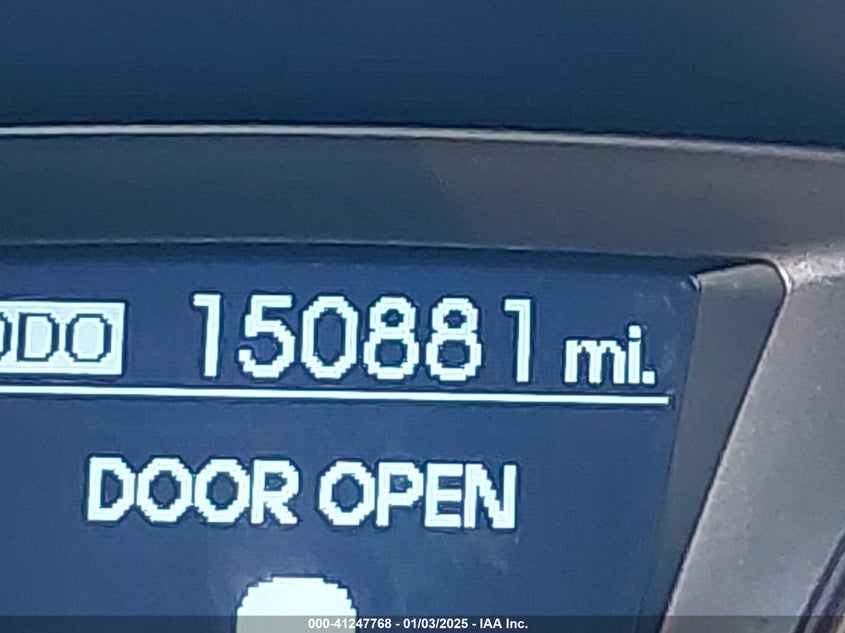 ODO 150881 mi.
DOOR OPEN
000-41247768 - 01/03/2025 - IAA Inc.